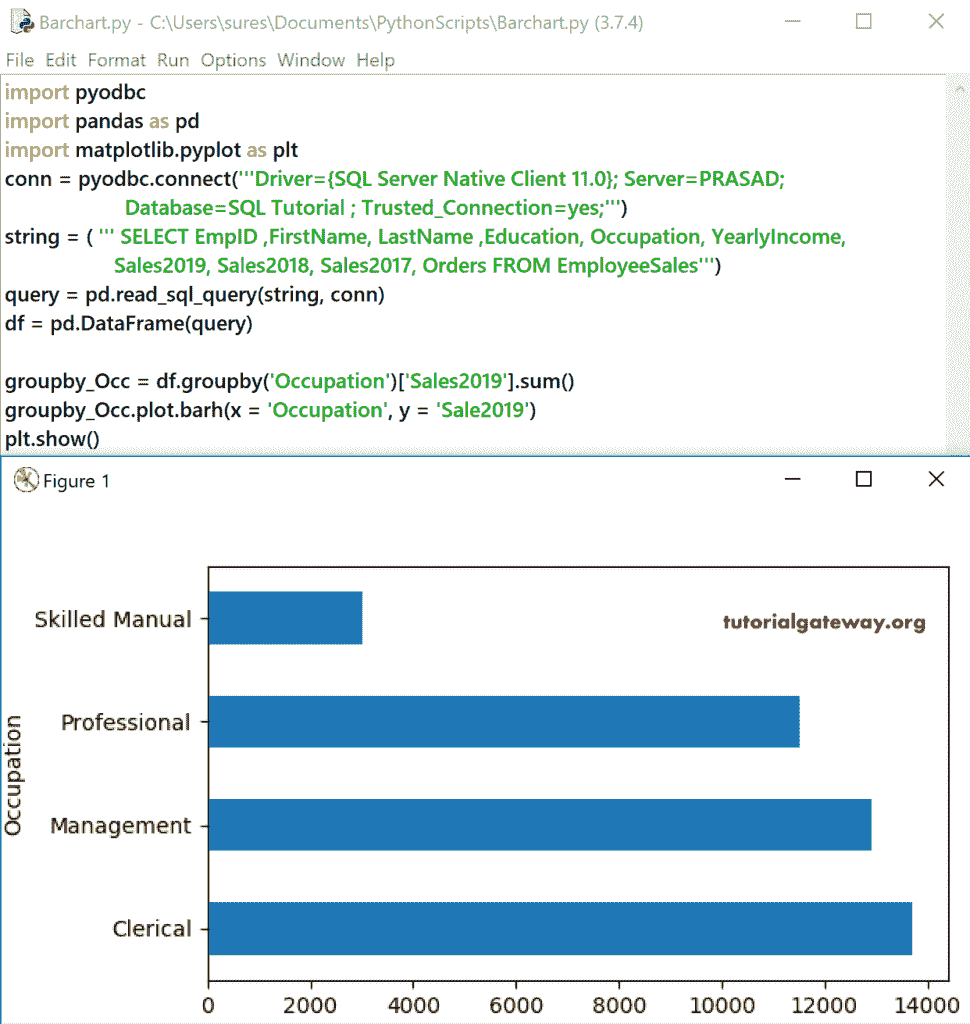 Barchart.py - C:\Users\sures\Documents\PythonScripts\Barchart.py (3.7.4)
File Edit Format Run Options Window Help
import pyodbc
import pandas as pd
import matplotlib.pyplot as plt
conn = pyodbc.connect('''Driver={SQL Server Native Client 11.0}; Server=PRASAD;
Database=SQL Tutorial ; Trusted_Connection=yes;''')
string = ( ''' SELECT EmpID ,FirstName, LastName ,Education, Occupation, YearlyIncome,
Sales2019, Sales2018, Sales2017, Orders FROM EmployeeSales''')
query = pd.read_sql_query(string, conn)
df = pd.DataFrame(query)
groupby_Occ = df.groupby('Occupation')['Sales2019'].sum()
groupby_Occ.plot.barh(x = 'Occupation', y = 'Sale2019')
plt.show()
Figure 1
tutorialgateway.org
Skilled Manual
Professional
Management
Clerical
Occupation
0 2000 4000 6000 8000 10000 12000 14000